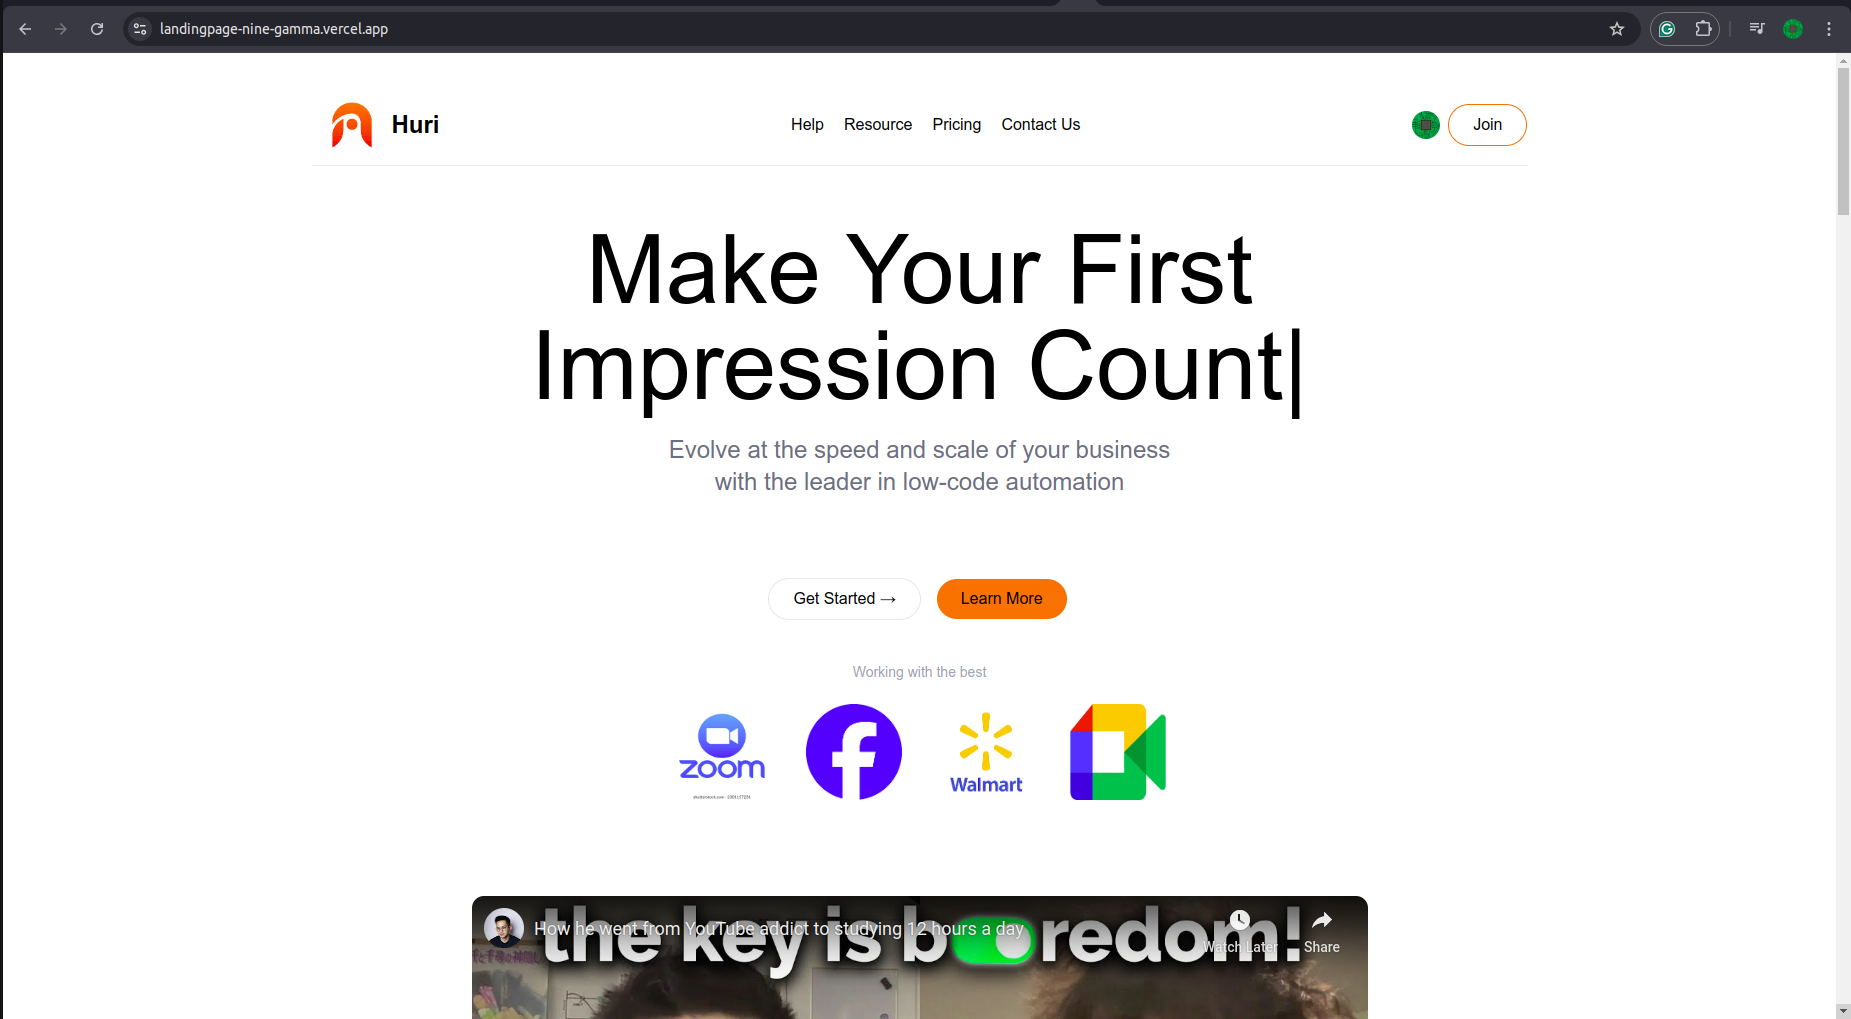 landingpage-nine-gamma.vercel.app
Huri
Help Resource Pricing Contact Us
Join
Make Your First
Impression Count|
Evolve at the speed and scale of your business
with the leader in low-code automation
Get Started →
Learn More
Working with the best
zoom
Walmart
How he went from YouTube addict to studying 12 hours a day
Watch Later
Share
the key is b redom!